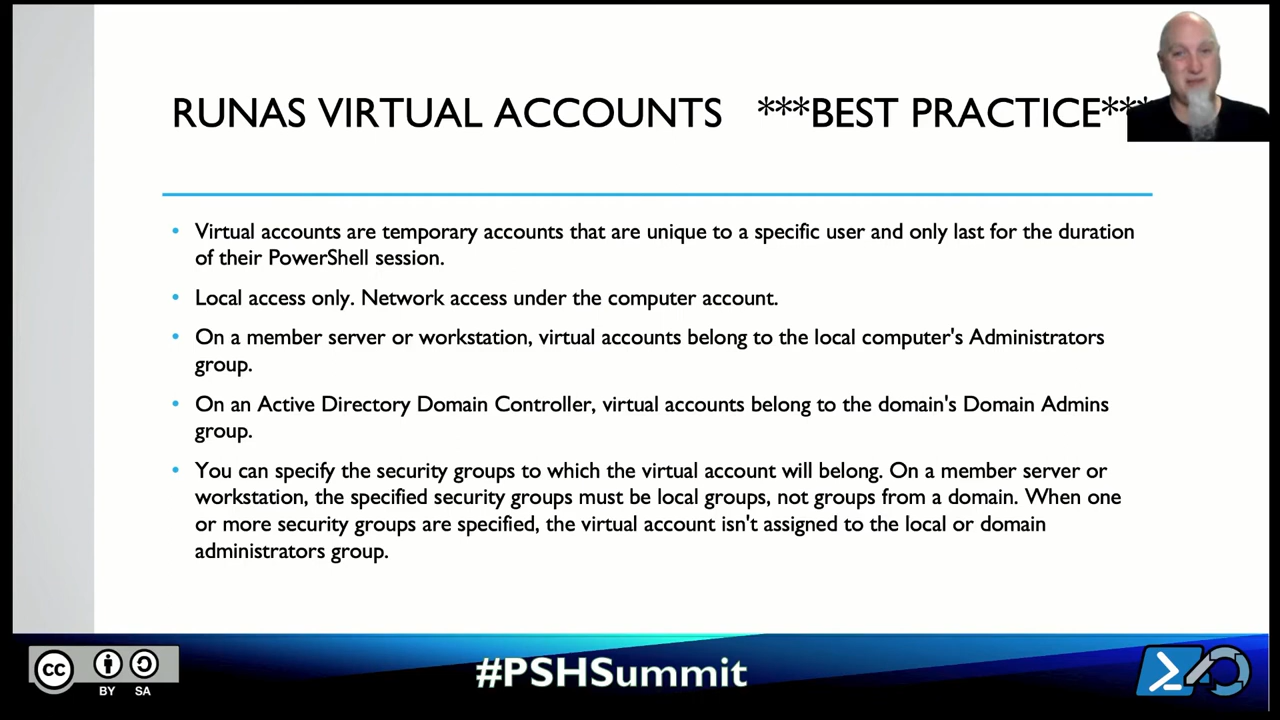 RUNAS VIRTUAL ACCOUNTS ***BEST PRACTICE***
• Virtual accounts are temporary accounts that are unique to a specific user and only last for the duration
of their PowerShell session.
• Local access only. Network access under the computer account.
• On a member server or workstation, virtual accounts belong to the local computer's Administrators
group.
• On an Active Directory Domain Controller, virtual accounts belong to the domain's Domain Admins
group.
• You can specify the security groups to which the virtual account will belong. On a member server or
workstation, the specified security groups must be local groups, not groups from a domain. When one
or more security groups are specified, the virtual account isn't assigned to the local or domain
administrators group.
cc
BY SA
#PSHSummit